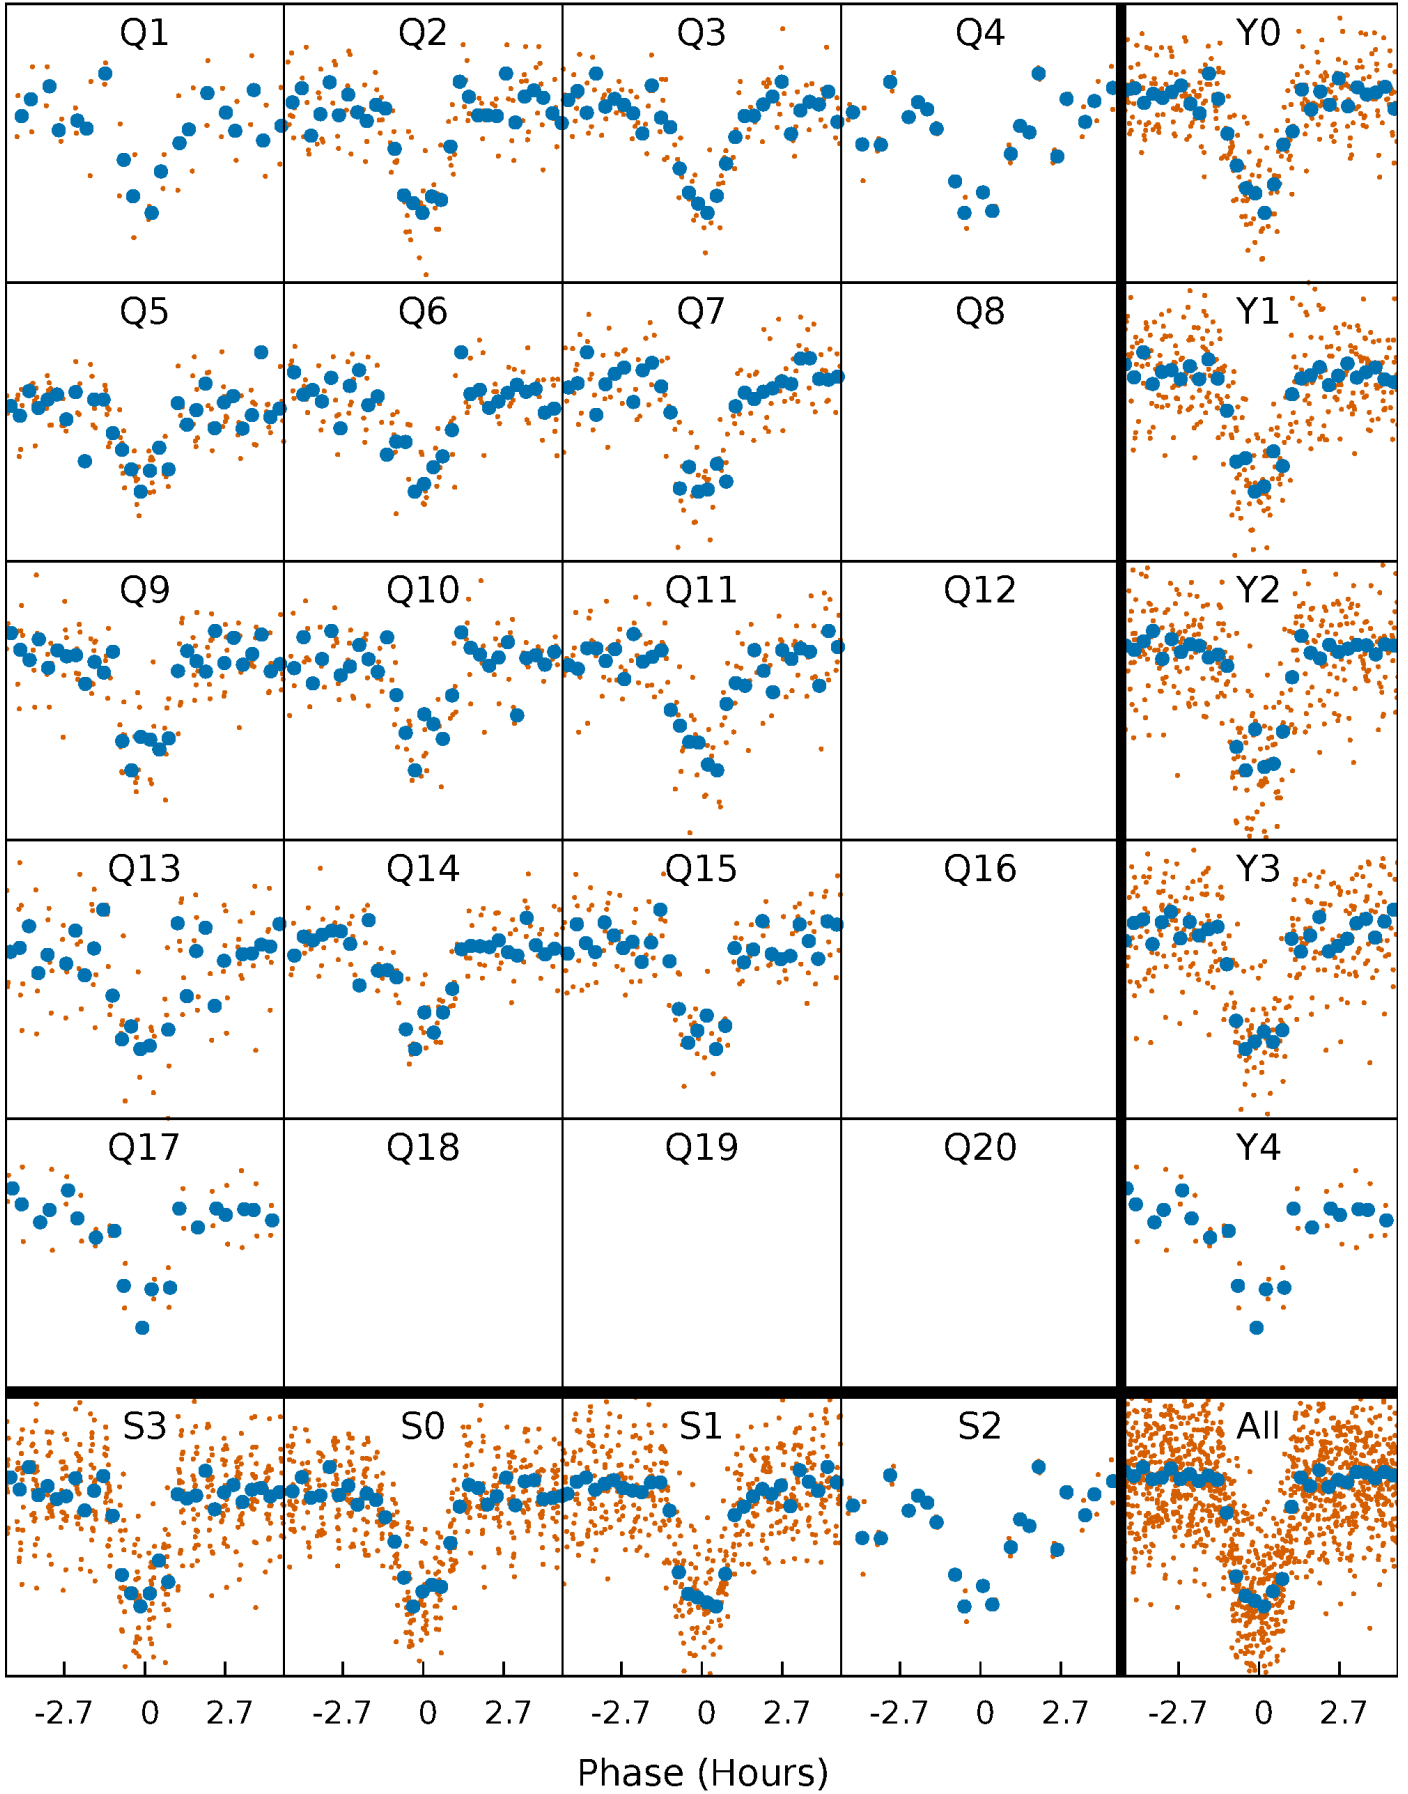 Q1 Q2 Q3 Q4 Y0
Q5 Q6 Q7 Q8 Y1
Q9 Q10 Q11 Q12 Y2
Q13 Q14 Q15 Q16 Y3
Q17 Q18 Q19 Q20 Y4
S3 S0 S1 S2 All
-2.7 0 2.7 -2.7 0 2.7 -2.7 0 2.7 -2.7 0 2.7 -2.7 0 2.7
Phase (Hours)